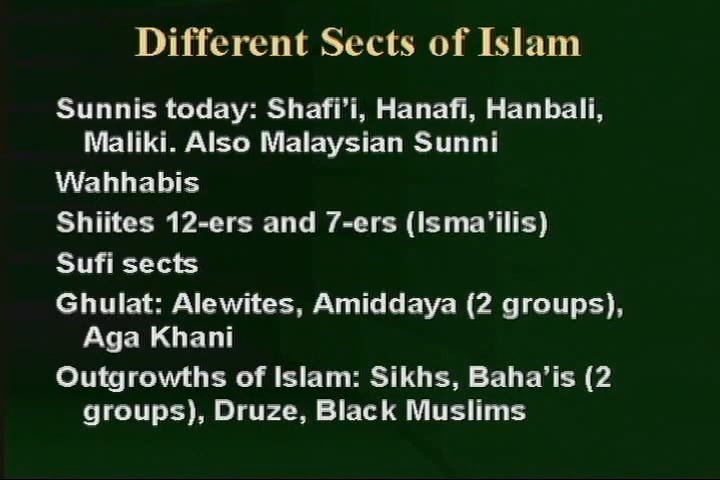 Different Sects of Islam
Sunnis today: Shafi'i, Hanafi, Hanbali,
Maliki. Also Malaysian Sunni
Wahhabis
Shiites 12-ers and 7-ers (Isma'ilis)
Sufi sects
Ghulat: Alewites, Amiddaya (2 groups),
Aga Khani
Outgrowths of Islam: Sikhs, Baha'is (2
groups), Druze, Black Muslims